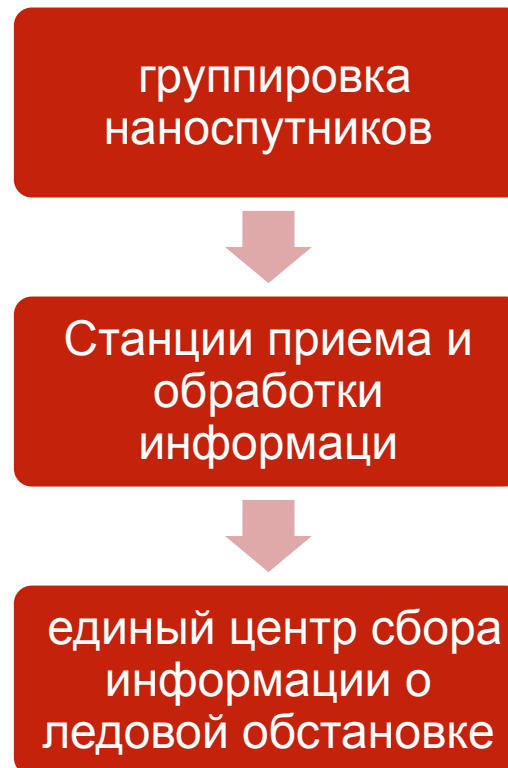 группировка
наноспутников
Станции приема и
обработки
информаци
единый центр сбора
информации о
ледовой обстановке